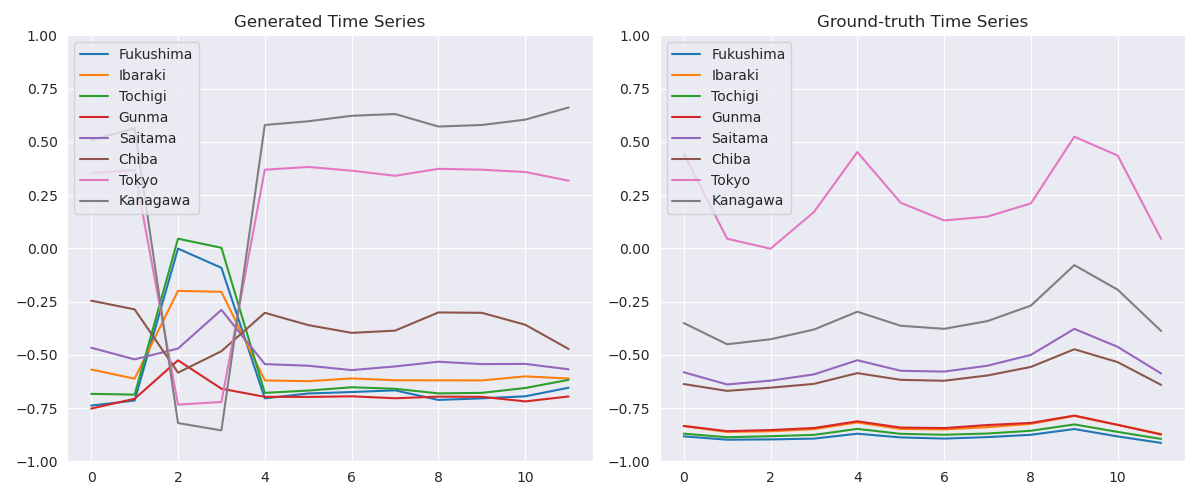 Generated Time Series
1.00
0.75
0.50
0.25
0.00
−0.25
−0.50
−0.75
−1.00
0 2 4 6 8 10
Fukushima
Ibaraki
Tochigi
Gunma
Saitama
Chiba
Tokyo
Kanagawa
Ground-truth Time Series
1.00
0.75
0.50
0.25
0.00
−0.25
−0.50
−0.75
−1.00
0 2 4 6 8 10
Fukushima
Ibaraki
Tochigi
Gunma
Saitama
Chiba
Tokyo
Kanagawa